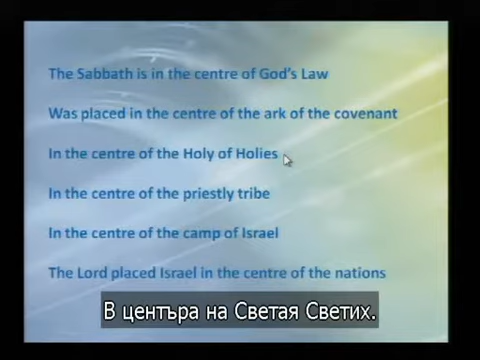 The Sabbath is in the centre of God's Law
Was placed in the centre of the ark of the covenant
In the centre of the Holy of Holies
In the centre of the priestly tribe
In the centre of the camp of Israel
The Lord placed Israel in the centre of the nations
В центъра на Светая Светих.